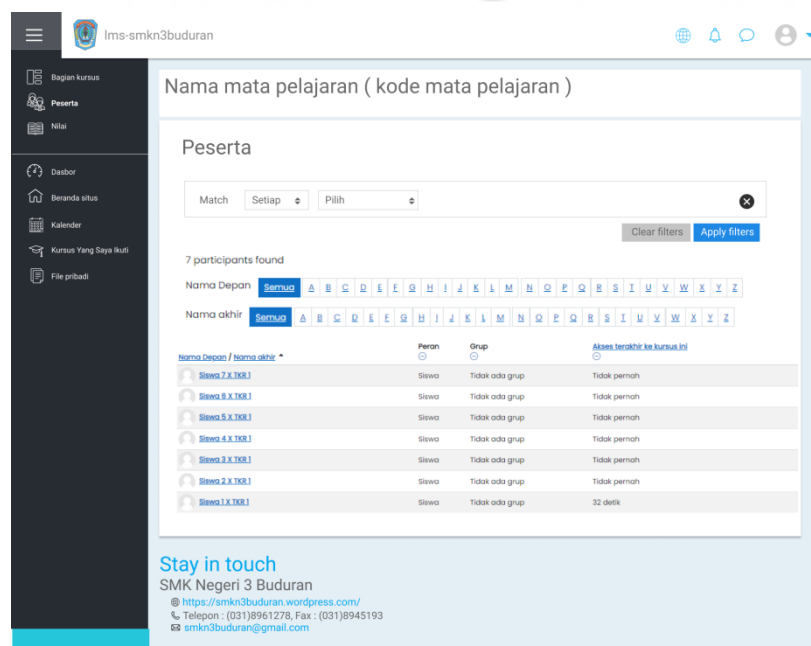 lms-smkn3buduran
Bagian kursus
Peserta
Nilai
Dasbor
Beranda situs
Kalender
Kursus Yang Saya Ikuti
File pribadi
Nama mata pelajaran ( kode mata pelajaran )
Peserta
Match Setiap Pilih
Clear filters Apply filters
7 participants found
Nama Depan Semua A B C D E F G H I J K L M N O P Q R S T U V W X Y Z
Nama akhir Semua A B C D E F G H I J K L M N O P Q R S T U V W X Y Z
Peran Grup Akses terakhir ke kursus ini
Nama Depan / Nama akhir
Siswa 7 X TKR 1 Siswa Tidak ada grup Tidak pernah
Siswa 6 X TKR 1 Siswa Tidak ada grup Tidak pernah
Siswa 5 X TKR 1 Siswa Tidak ada grup Tidak pernah
Siswa 4 X TKR 1 Siswa Tidak ada grup Tidak pernah
Siswa 3 X TKR 1 Siswa Tidak ada grup Tidak pernah
Siswa 2 X TKR 1 Siswa Tidak ada grup Tidak pernah
Siswa 1 X TKR 1 Siswa Tidak ada grup 32 detik
Stay in touch
SMK Negeri 3 Buduran
https://smkn3buduran.wordpress.com/
Telepon : (031)8961278, Fax : (031)8945193
smkn3buduran@gmail.com